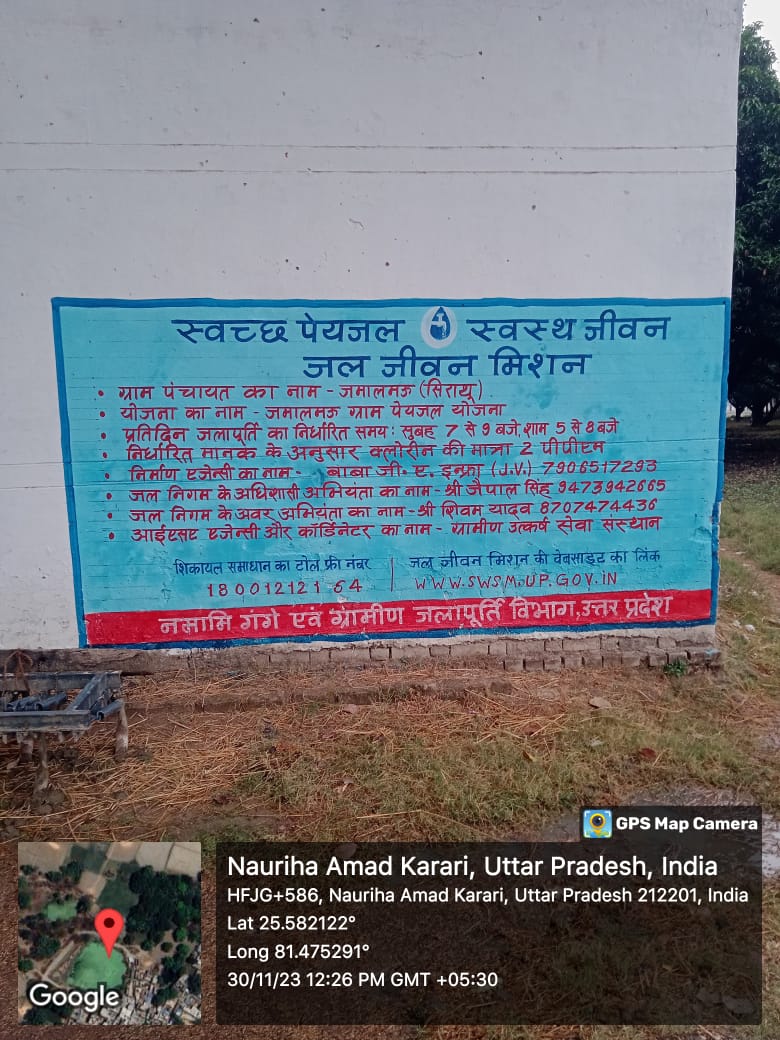 स्वच्छ पेयजल स्वस्थ जीवन
जल जीवन मिशन
• ग्राम पंचायत का नाम - जमालमऊ (सिरायू).
• योजना का नाम - जमालमऊ ग्राम पेयजल योजना
• प्रतिदिन जलापूर्ति का निर्धारित समय: सुबह 7 से 9 बजे, शाम 5 से 8 बजे
• निर्धारित मानक के अनुसार क्लोरीन की मात्रा 2 पीपीएम
• निर्माण एजेन्सी का नाम - बाबा जी. ए. इन्फ्रा (J.V.) 7906517293
• जल निगम के अधिशासी अभियंता का नाम - श्री जैपाल सिंह 9473942665
• जल निगम के अवर अभियंता का नाम - श्री शिवम यादव 8707474436
• आईएसए एजेन्सी और कॉर्डिनेटर का नाम - ग्रामीण उत्कर्ष सेवा संस्थान
शिकायत समाधान का टोल फ्री नंबर | जल जीवन मिशन की वेबसाइट का लिंक
18001212164 | WWW.SWSM.UP.GOV.IN
नमामि गंगे एवं ग्रामीण जलापूर्ति विभाग, उत्तर प्रदेश
GPS Map Camera
Nauriha Amad Karari, Uttar Pradesh, India
HFJG+586, Nauriha Amad Karari, Uttar Pradesh 212201, India
Lat 25.582122°
Long 81.475291°
30/11/23 12:26 PM GMT +05:30
Google